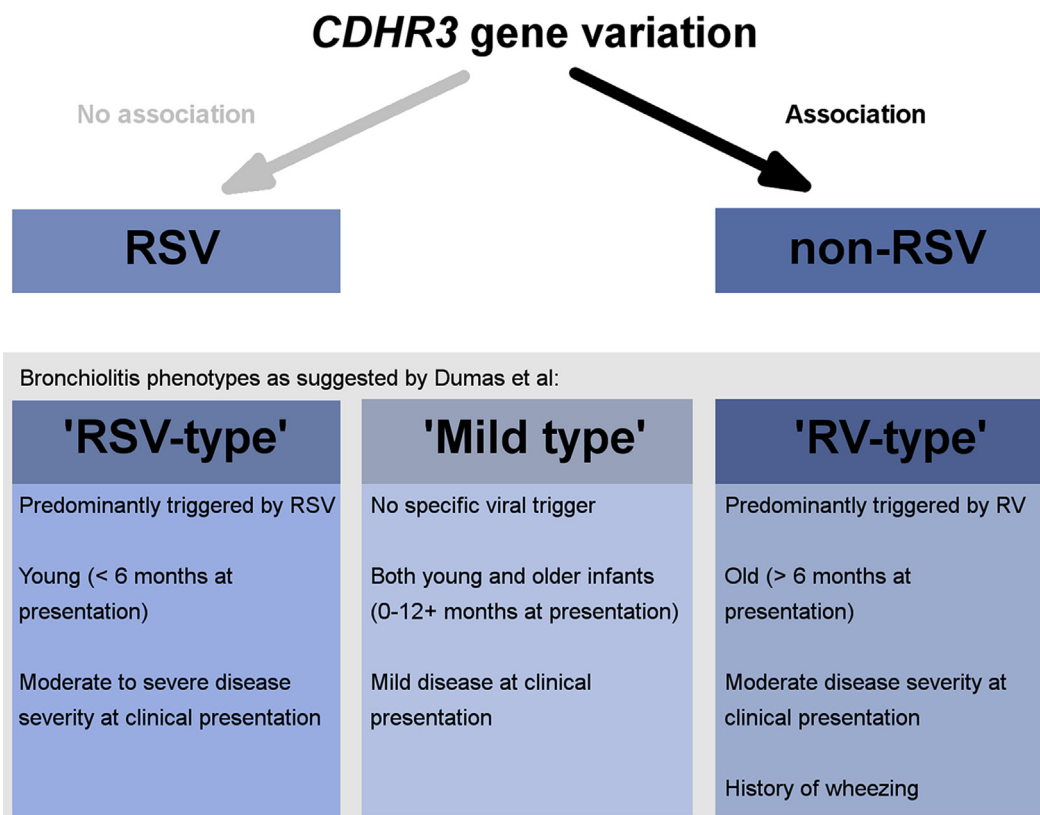 CDHR3 gene variation
No association
Association
RSV
non-RSV
Bronchiolitis phenotypes as suggested by Dumas et al:
'RSV-type'
Predominantly triggered by RSV
Young (< 6 months at
presentation)
Moderate to severe disease
severity at clinical presentation
'Mild type'
No specific viral trigger
Both young and older infants
(0-12+ months at presentation)
Mild disease at clinical
presentation
'RV-type'
Predominantly triggered by RV
Old (> 6 months at
presentation)
Moderate disease severity at
clinical presentation
History of wheezing